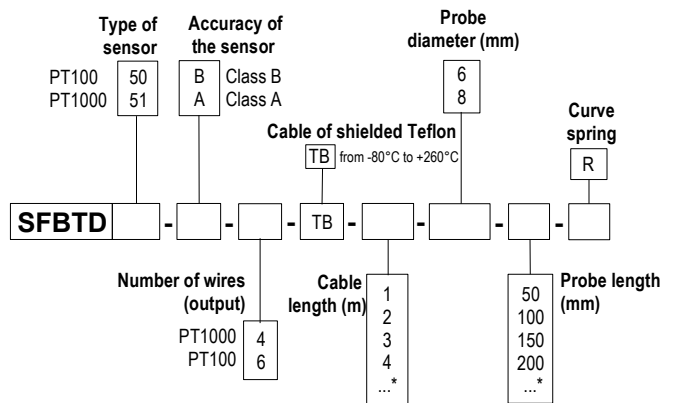 Type of
sensor
PT100 50
PT1000 51
Accuracy of
the sensor
B Class B
A Class A
Cable of shielded Teflon
TB from -80°C to +260°C
Probe
diameter (mm)
6
8
Curve
spring
R
SFBTD - - - TB - - - -
Number of wires
(output)
PT1000 4
PT100 6
Cable
length (m)
1
2
3
4
...*
50
100
150
200
...*
Probe length
(mm)